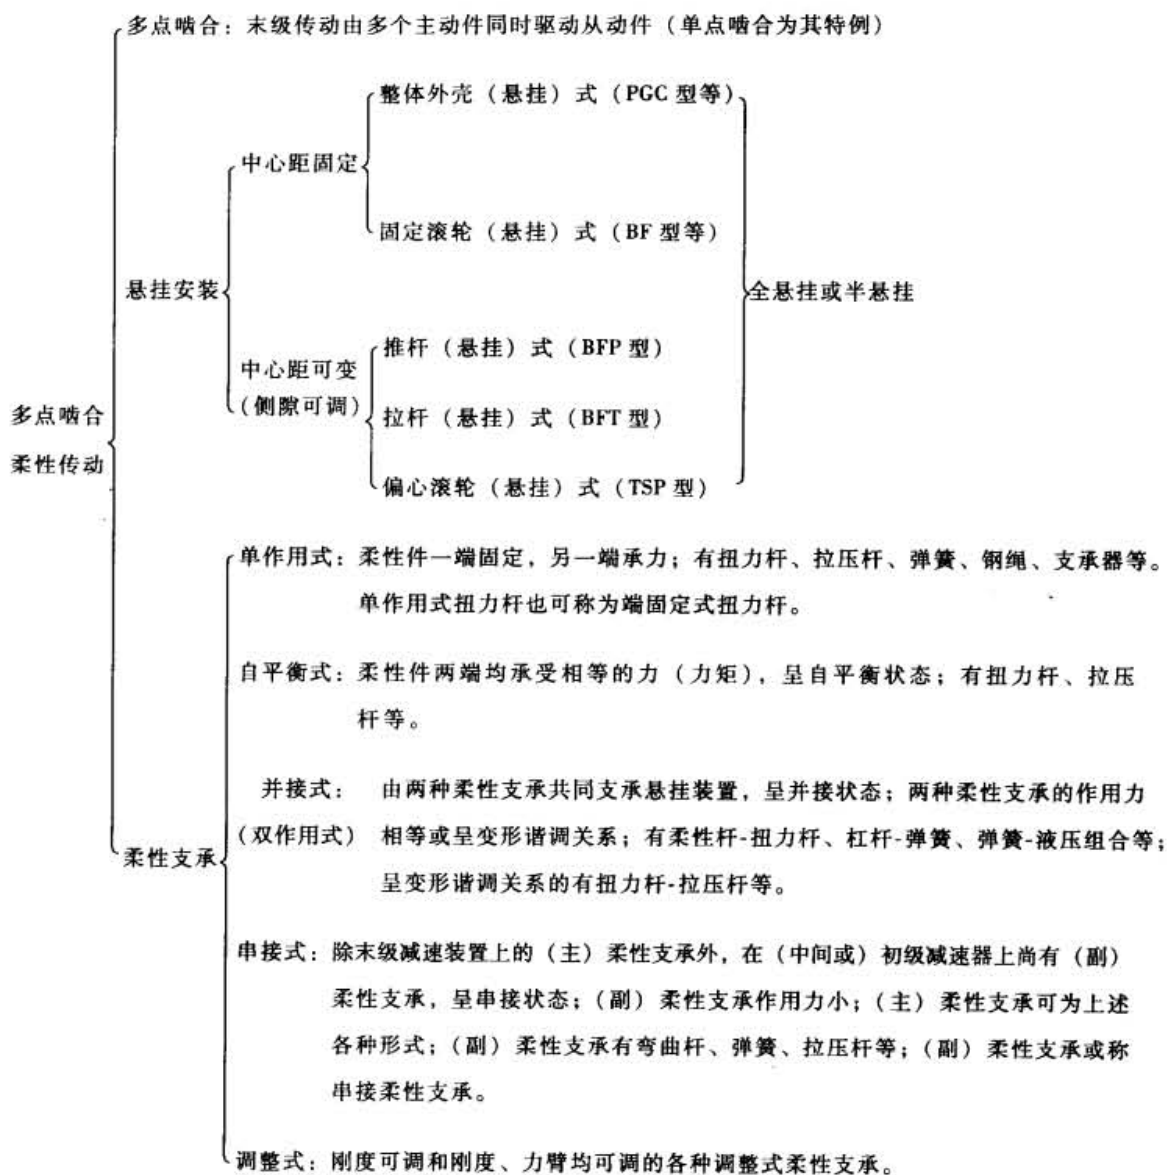 多点啮合：末级传动由多个主动件同时驱动从动件（单点啮合为其特例）
整体外壳（悬挂）式（PGC 型等）
中心距固定
固定滚轮（悬挂）式（BF 型等）
悬挂安装
全悬挂或半悬挂
推杆（悬挂）式（BFP 型）
中心距可变
（侧隙可调）
拉杆（悬挂）式（BFT 型）
多点啮合
柔性传动
偏心滚轮（悬挂）式（TSP 型）
单作用式：柔性件一端固定，另一端承力；有扭力杆、拉压杆、弹簧、钢绳、支承器等。
单作用式扭力杆也可称为端固定式扭力杆。
自平衡式：柔性件两端均承受相等的力（力矩），呈自平衡状态；有扭力杆、拉压
杆等。
并接式： 由两种柔性支承共同支承悬挂装置，呈并接状态；两种柔性支承的作用力
（双作用式） 相等或呈变形谐调关系；有柔性杆-扭力杆、杠杆-弹簧、弹簧-液压组合等；
柔性支承
呈变形谐调关系的有扭力杆-拉压杆等。
串接式：除末级减速装置上的（主）柔性支承外，在（中间或）初级减速器上尚有（副）
柔性支承，呈串接状态；（副）柔性支承作用力小；（主）柔性支承可为上述
各种形式；（副）柔性支承有弯曲杆、弹簧、拉压杆等；（副）柔性支承或称
串接柔性支承。
调整式：刚度可调和刚度、力臂均可调的各种调整式柔性支承。